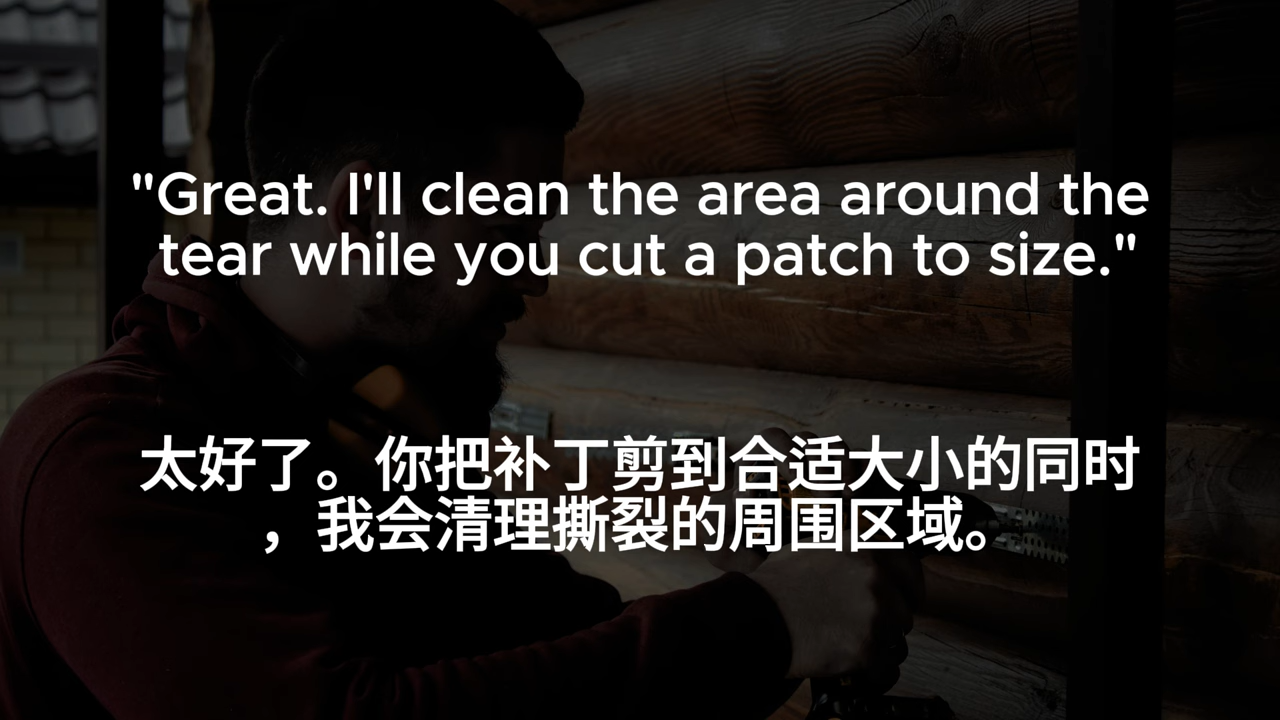 "Great. I'll clean the area around the
tear while you cut a patch to size."
太好了。你把补丁剪到合适大小的同时
，我会清理撕裂的周围区域。